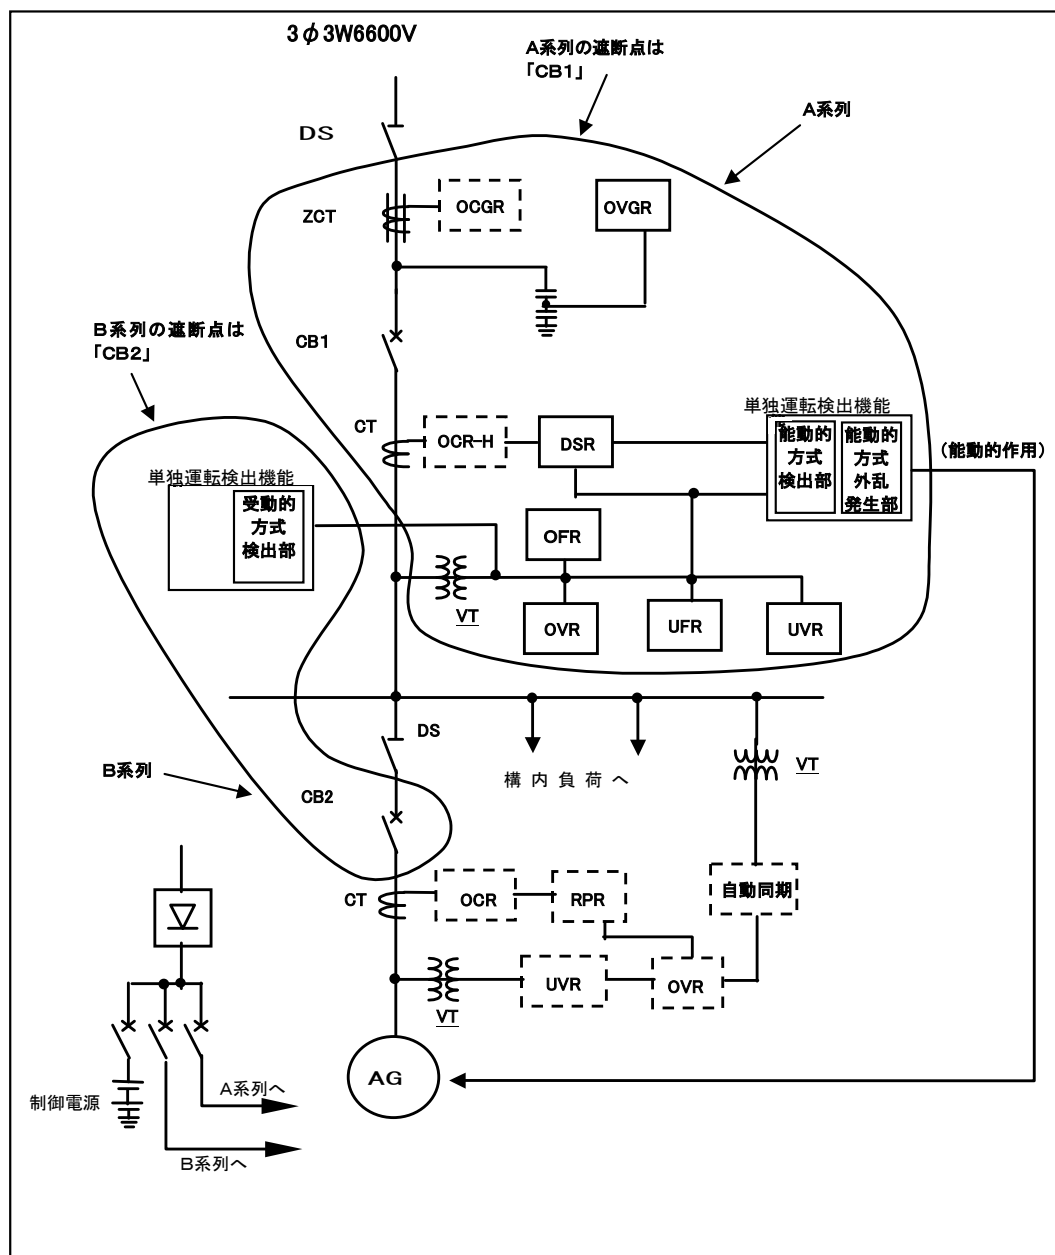 3φ3W6600V
A系列の遮断点は
「CB1」
A系列
DS
ZCT
OCGR
OVGR
B系列の遮断点は
「CB2」
CB1
CT
OCR-H
DSR
単独運転検出機能
能動的
方式
検出部
能動的
方式
外乱
発生部
（能動的作用）
単独運転検出機能
受動的
方式
検出部
OFR
VT
OVR
UFR
UVR
DS
構内負荷へ
VT
B系列
CB2
CT
OCR
RPR
自動同期
UVR
OVR
VT
AG
制御電源
A系列へ
B系列へ